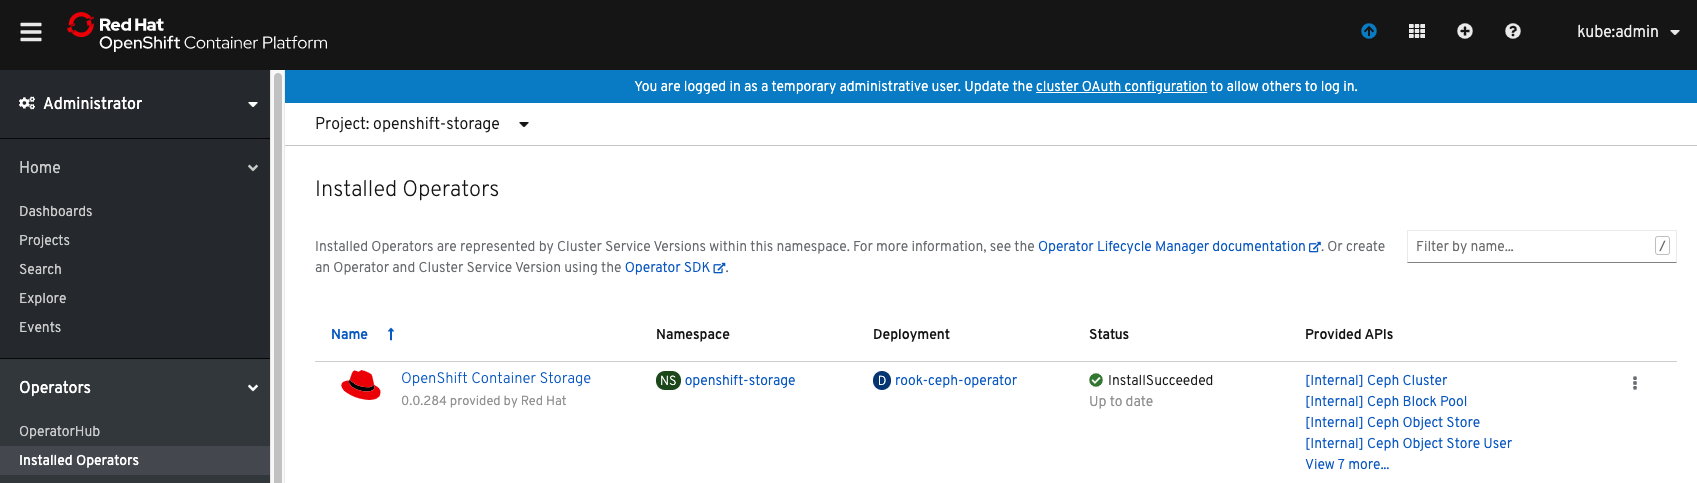 Red Hat
OpenShift Container Platform
kube:admin
You are logged in as a temporary administrative user. Update the cluster OAuth configuration to allow others to log in.
Administrator
Project: openshift-storage
Home
Dashboards
Projects
Search
Explore
Events
Operators
OperatorHub
Installed Operators
Installed Operators
Installed Operators are represented by Cluster Service Versions within this namespace. For more information, see the Operator Lifecycle Manager documentation. Or create
an Operator and Cluster Service Version using the Operator SDK.
Filter by name... /
Name Namespace Deployment Status Provided APIs
OpenShift Container Storage
0.0.284 provided by Red Hat
NS openshift-storage
D rook-ceph-operator
InstallSucceeded
Up to date
[Internal] Ceph Cluster
[Internal] Ceph Block Pool
[Internal] Ceph Object Store
[Internal] Ceph Object Store User
View 7 more...